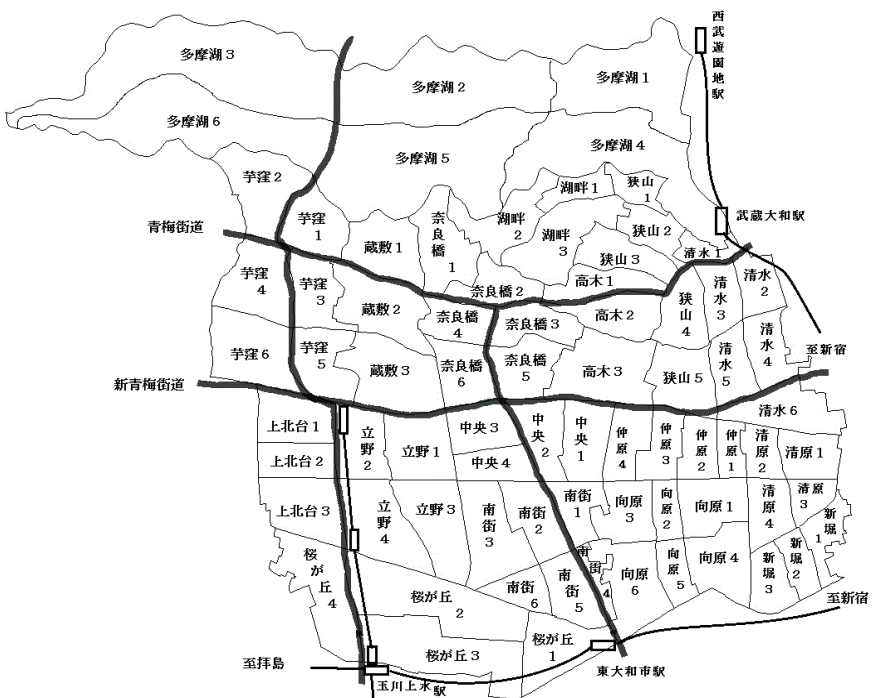 西武遊園地駅
多摩湖3
多摩湖2
多摩湖1
多摩湖6
多摩湖5
多摩湖4
芋窪2
湖畔1
狭山1
武蔵大和駅
青梅街道
芋窪1
蔵敷1
奈良橋1
湖畔2
湖畔3
狭山2
清水1
狭山3
芋窪4
芋窪3
蔵敷2
奈良橋2
高木1
狭山4
清水3
清水2
奈良橋4
奈良橋3
高木2
清水4
至新宿
芋窪6
芋窪5
蔵敷3
奈良橋6
奈良橋5
高木3
狭山5
清水5
新青梅街道
清水6
上北台1
立野2
立野1
中央3
中央2
中央1
仲原4
仲原3
仲原2
仲原1
清原2
清原1
上北台2
中央4
上北台3
立野4
立野3
南街3
南街2
南街1
向原3
向原2
向原1
清原4
清原3
新堀1
桜が丘4
南街6
南街5
南街4
向原6
向原5
向原4
新堀3
新堀2
桜が丘2
至新宿
桜が丘3
桜が丘1
至拝島
玉川上水駅
東大和市駅